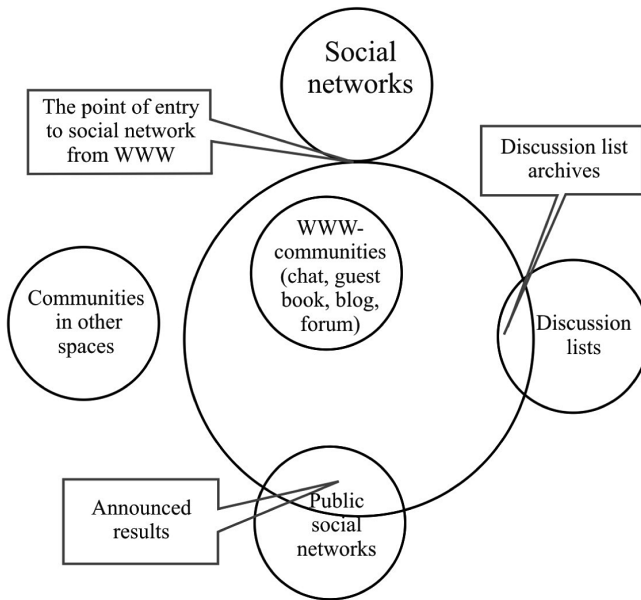 Social
networks
The point of entry
to social network
from WWW
Discussion list
archives
WWW-
communities
(chat, guest
book, blog,
forum)
Communities
in other
spaces
Discussion
lists
Announced
results
Public
social
networks